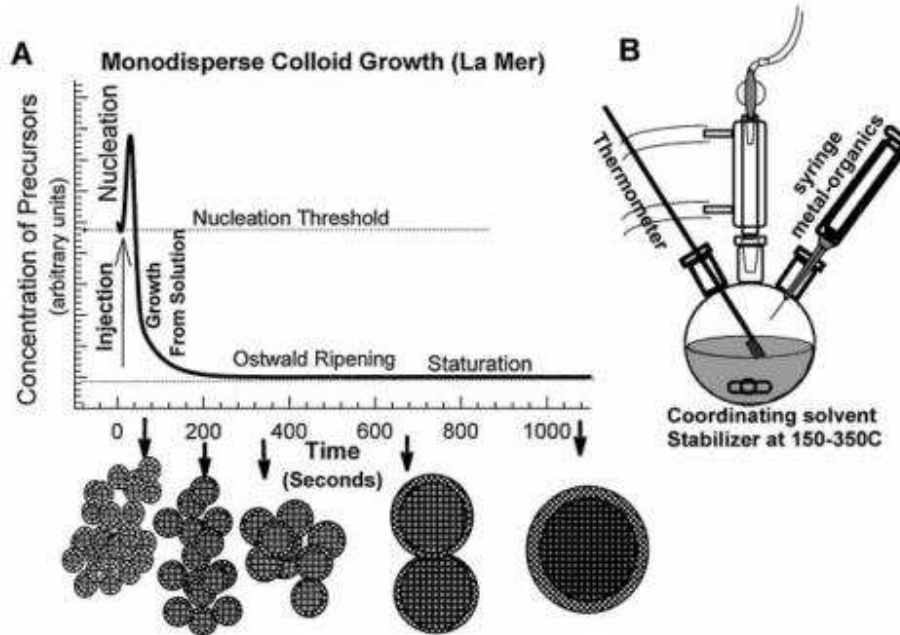 A
Monodisperse Colloid Growth (La Mer)
Concentration of Precursors
(arbitrary units)
Nucleation
Nucleation Threshold
Injection
Growth
From Solution
Ostwald Ripening
Staturation
0 200 400 600 800 1000
Time
(Seconds)
B
Thermometer
syringe
metal-organics
Coordinating solvent
Stabilizer at 150-350C